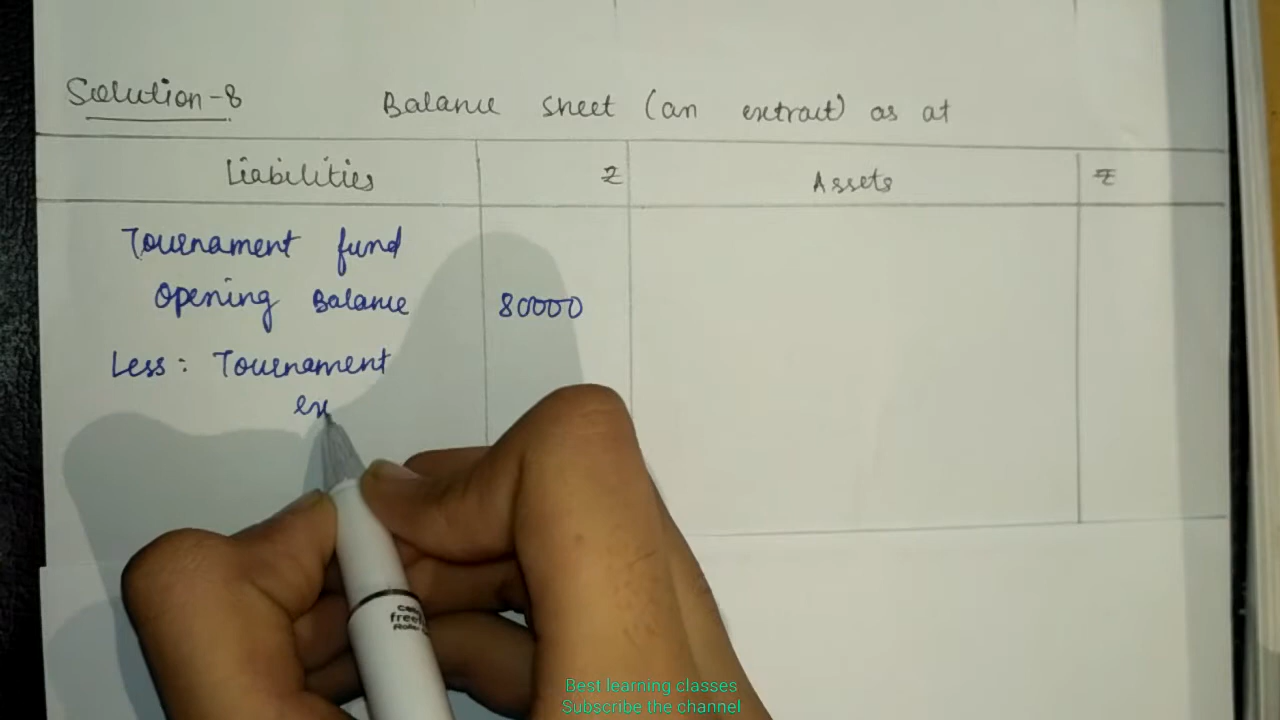 Solution-8
Balance sheet (an extrait) as at
Liabilities ₹ Assets ₹
Tournament fund
opening Balance 80000
Less: Tournament
ex
Best learning classes
Subscribe the channel